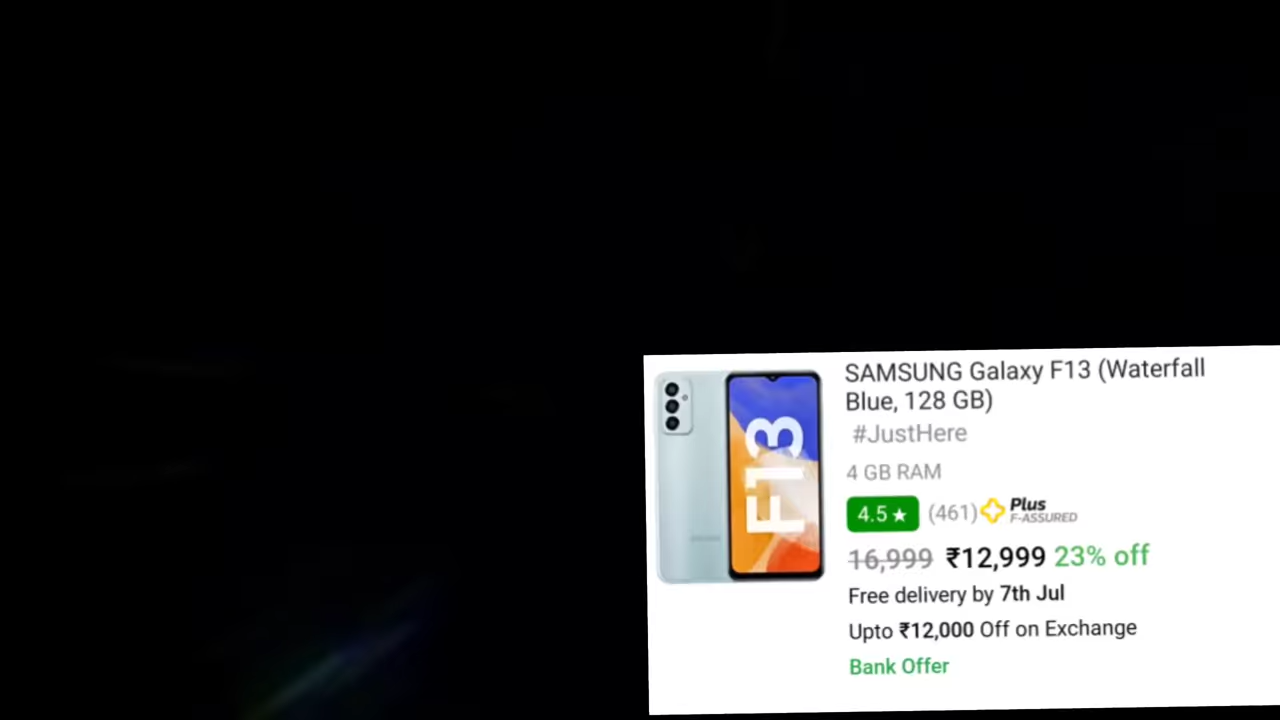 SAMSUNG Galaxy F13 (Waterfall
Blue, 128 GB)
#JustHere
4 GB RAM
4.5★ (461) Plus
F-ASSURED
16,999 ₹12,999 23% off
Free delivery by 7th Jul
Upto ₹12,000 Off on Exchange
Bank Offer
F13